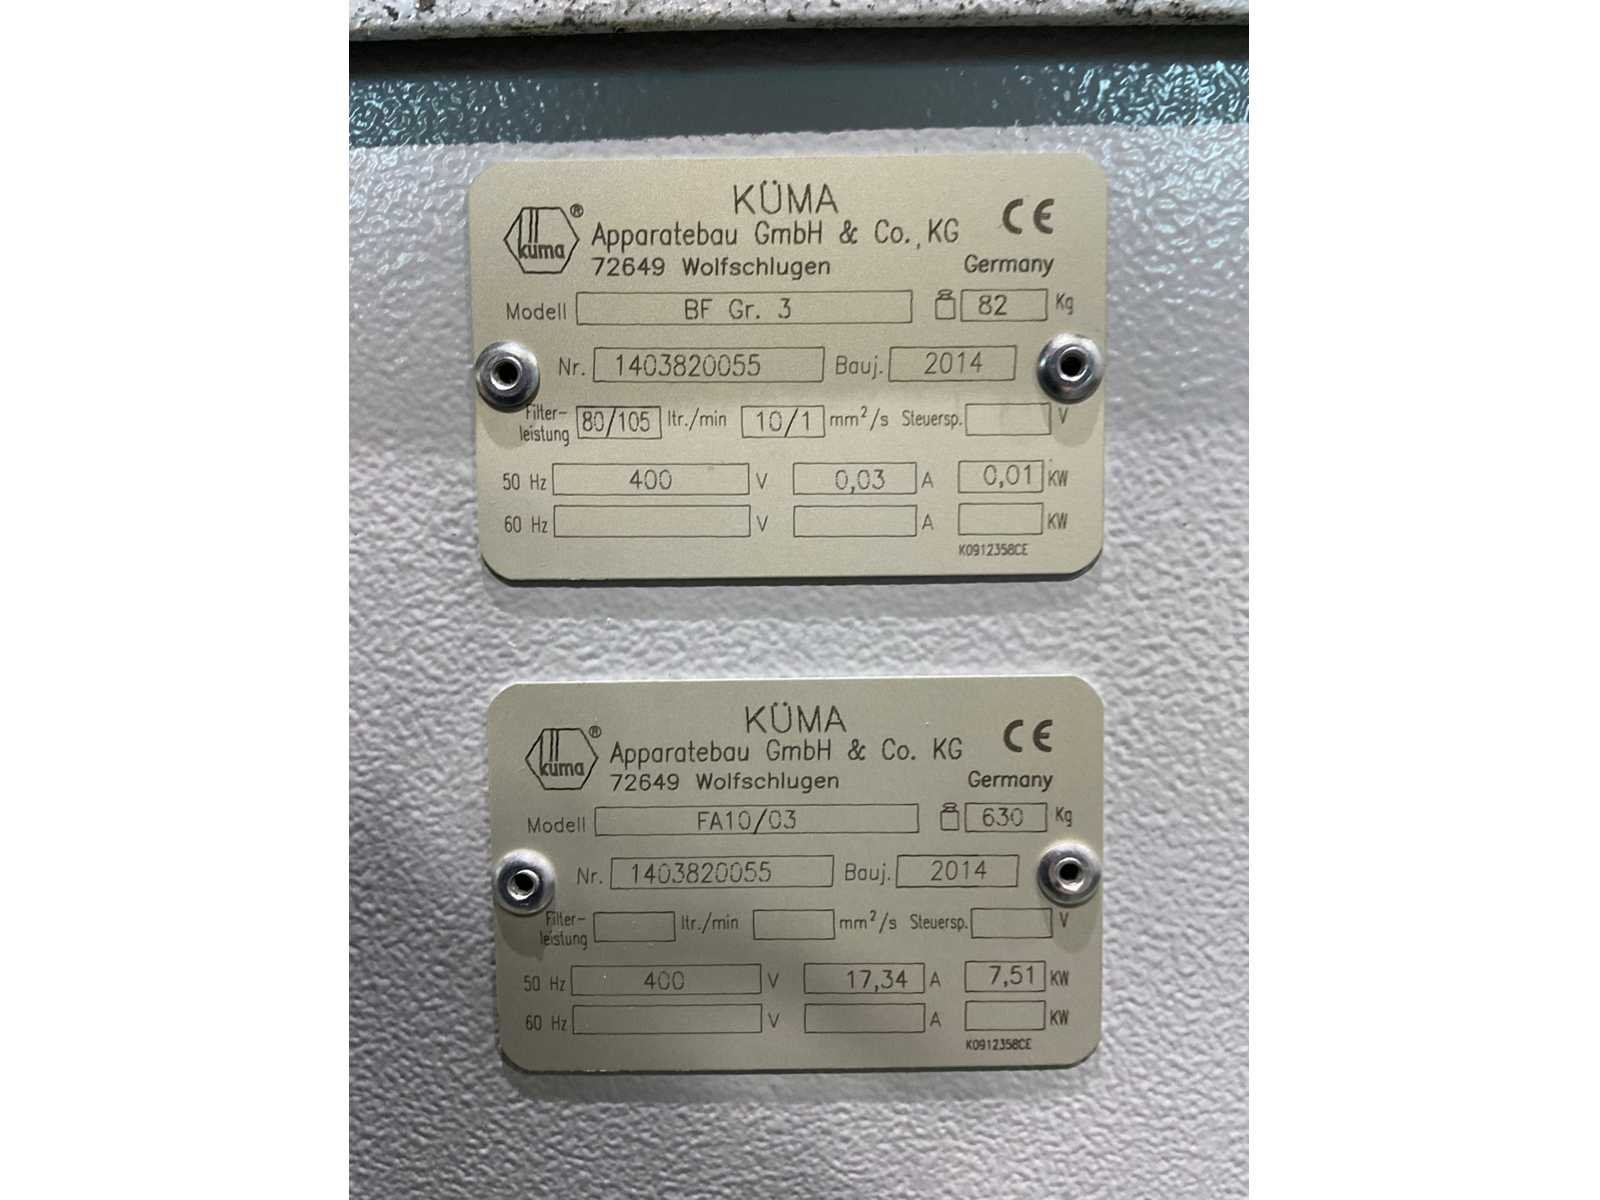 KÜMA
küma ® Apparatebau GmbH & Co., KG CE
72649 Wolfschlugen Germany
Modell BF Gr. 3 82 Kg
Nr. 1403820055 Bauj. 2014
Filter-leistung 80/105 ltr./min 10/1 mm²/s Steuersp. V
50 Hz 400 V 0,03 A 0,01 KW
60 Hz V A KW
K0912358CE
KÜMA
küma ® Apparatebau GmbH & Co. KG CE
72649 Wolfschlugen Germany
Modell FA10/03 630 Kg
Nr. 1403820055 Bauj. 2014
Filter-leistung ltr./min mm²/s Steuersp. V
50 Hz 400 V 17,34 A 7,51 KW
60 Hz V A KW
K0912358CE